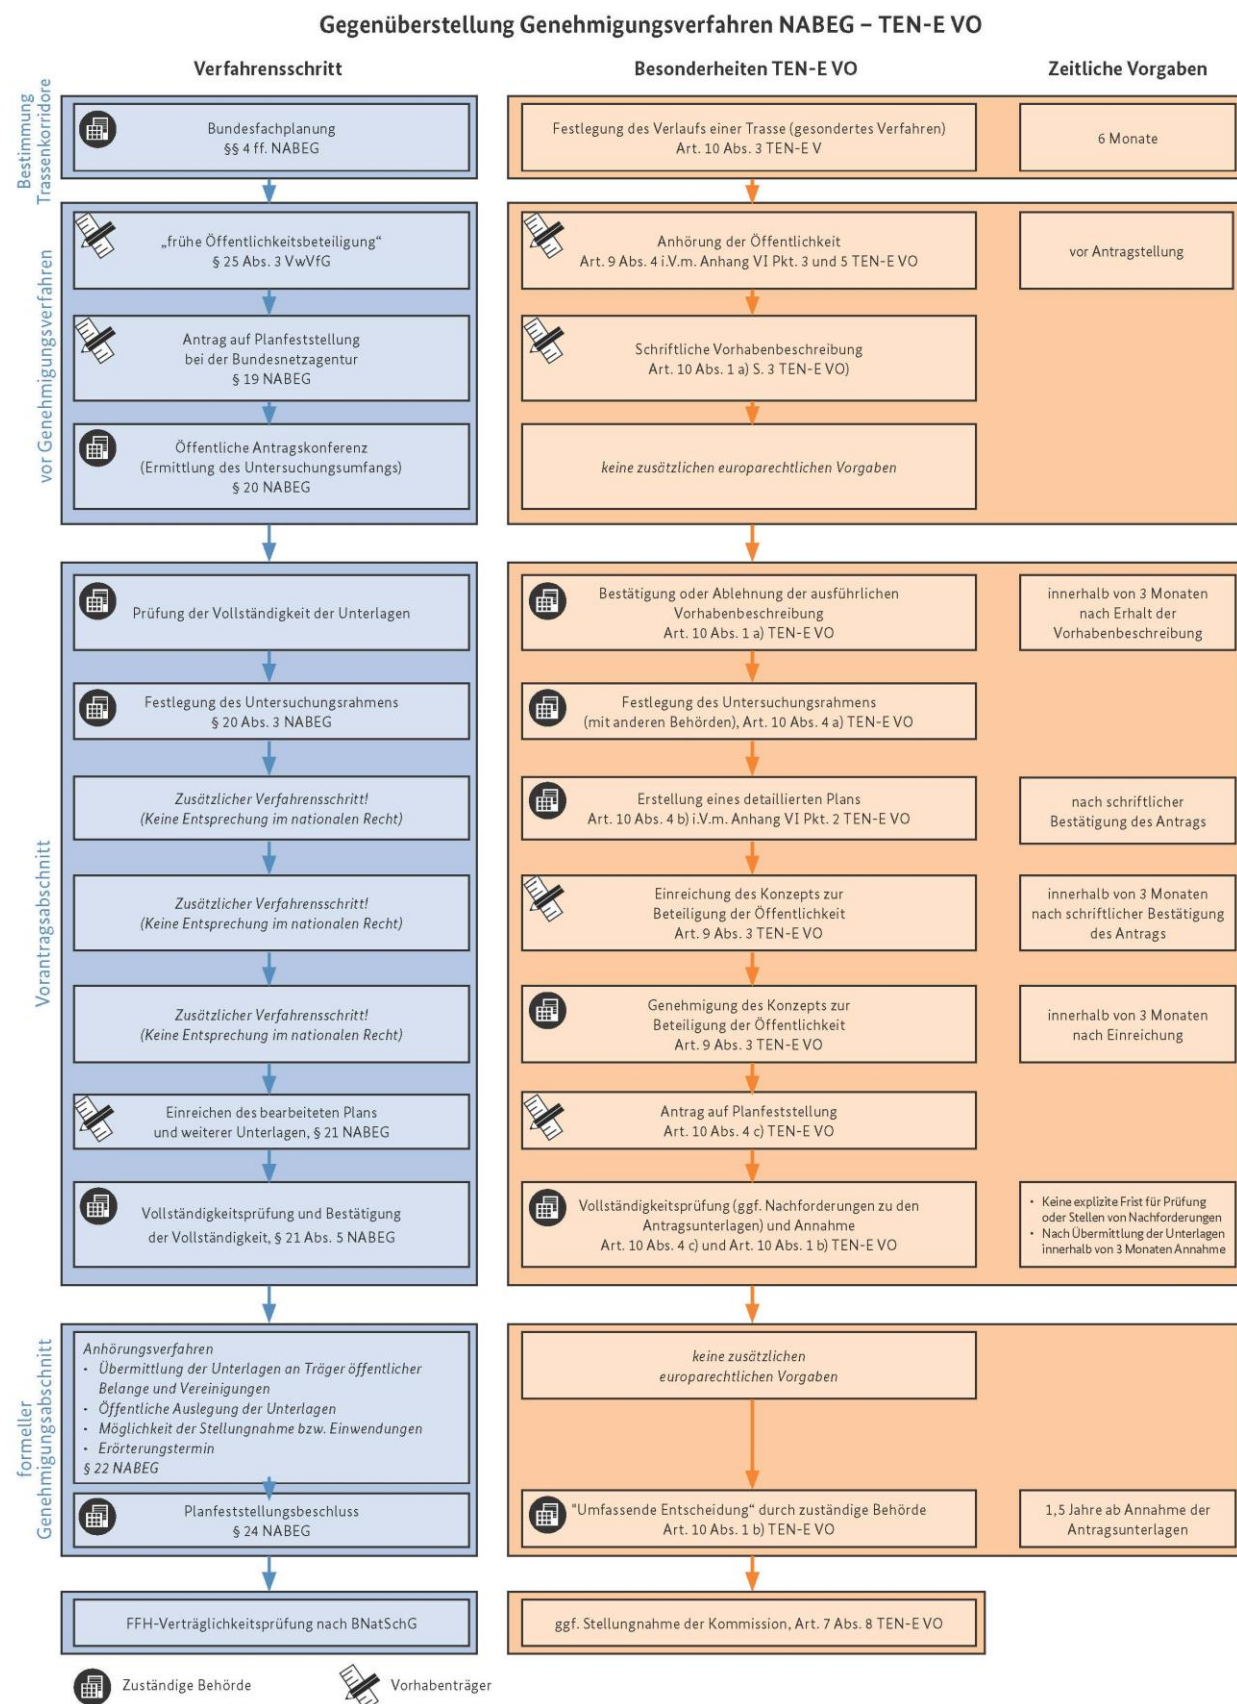 Gegenüberstellung Genehmigungsverfahren NABEG – TEN-E VO
Verfahrensschritt
Besonderheiten TEN-E VO
Zeitliche Vorgaben
Bestimmung
Trassenkorridore
Bundesfachplanung
§§ 4 ff. NABEG
Festlegung des Verlaufs einer Trasse (gesondertes Verfahren)
Art. 10 Abs. 3 TEN-E V
6 Monate
vor Genehmigungsverfahren
„frühe Öffentlichkeitsbeteiligung“
§ 25 Abs. 3 VwVfG
Anhörung der Öffentlichkeit
Art. 9 Abs. 4 i.V.m. Anhang VI Pkt. 3 und 5 TEN-E VO
vor Antragstellung
Antrag auf Planfeststellung
bei der Bundesnetzagentur
§ 19 NABEG
Schriftliche Vorhabenbeschreibung
Art. 10 Abs. 1 a) S. 3 TEN-E VO)
Öffentliche Antragskonferenz
(Ermittlung des Untersuchungsumfangs)
§ 20 NABEG
keine zusätzlichen europarechtlichen Vorgaben
Vorantragsabschnitt
Prüfung der Vollständigkeit der Unterlagen
Bestätigung oder Ablehnung der ausführlichen
Vorhabenbeschreibung
Art. 10 Abs. 1 a) TEN-E VO
innerhalb von 3 Monaten
nach Erhalt der
Vorhabenbeschreibung
Festlegung des Untersuchungsrahmens
§ 20 Abs. 3 NABEG
Festlegung des Untersuchungsrahmens
(mit anderen Behörden), Art. 10 Abs. 4 a) TEN-E VO
Zusätzlicher Verfahrensschritt!
(Keine Entsprechung im nationalen Recht)
Erstellung eines detaillierten Plans
Art. 10 Abs. 4 b) i.V.m. Anhang VI Pkt. 2 TEN-E VO
nach schriftlicher
Bestätigung des Antrags
Zusätzlicher Verfahrensschritt!
(Keine Entsprechung im nationalen Recht)
Einreichung des Konzepts zur
Beteiligung der Öffentlichkeit
Art. 9 Abs. 3 TEN-E VO
innerhalb von 3 Monaten
nach schriftlicher Bestätigung
des Antrags
Zusätzlicher Verfahrensschritt!
(Keine Entsprechung im nationalen Recht)
Genehmigung des Konzepts zur
Beteiligung der Öffentlichkeit
Art. 9 Abs. 3 TEN-E VO
innerhalb von 3 Monaten
nach Einreichung
Einreichen des bearbeiteten Plans
und weiterer Unterlagen, § 21 NABEG
Antrag auf Planfeststellung
Art. 10 Abs. 4 c) TEN-E VO
Vollständigkeitsprüfung und Bestätigung
der Vollständigkeit, § 21 Abs. 5 NABEG
Vollständigkeitsprüfung (ggf. Nachforderungen zu den
Antragsunterlagen) und Annahme
Art. 10 Abs. 4 c) und Art. 10 Abs. 1 b) TEN-E VO
• Keine explizite Frist für Prüfung
oder Stellen von Nachforderungen
• Nach Übermittlung der Unterlagen
innerhalb von 3 Monaten Annahme
formeller
Genehmigungsabschnitt
Anhörungsverfahren
• Übermittlung der Unterlagen an Träger öffentlicher
Belange und Vereinigungen
• Öffentliche Auslegung der Unterlagen
• Möglichkeit der Stellungnahme bzw. Einwendungen
• Erörterungstermin
§ 22 NABEG
keine zusätzlichen
europarechtlichen Vorgaben
Planfeststellungsbeschluss
§ 24 NABEG
"Umfassende Entscheidung“ durch zuständige Behörde
Art. 10 Abs. 1 b) TEN-E VO
1,5 Jahre ab Annahme der
Antragsunterlagen
FFH-Verträglichkeitsprüfung nach BNatSchG
ggf. Stellungnahme der Kommission, Art. 7 Abs. 8 TEN-E VO
Zuständige Behörde
Vorhabenträger